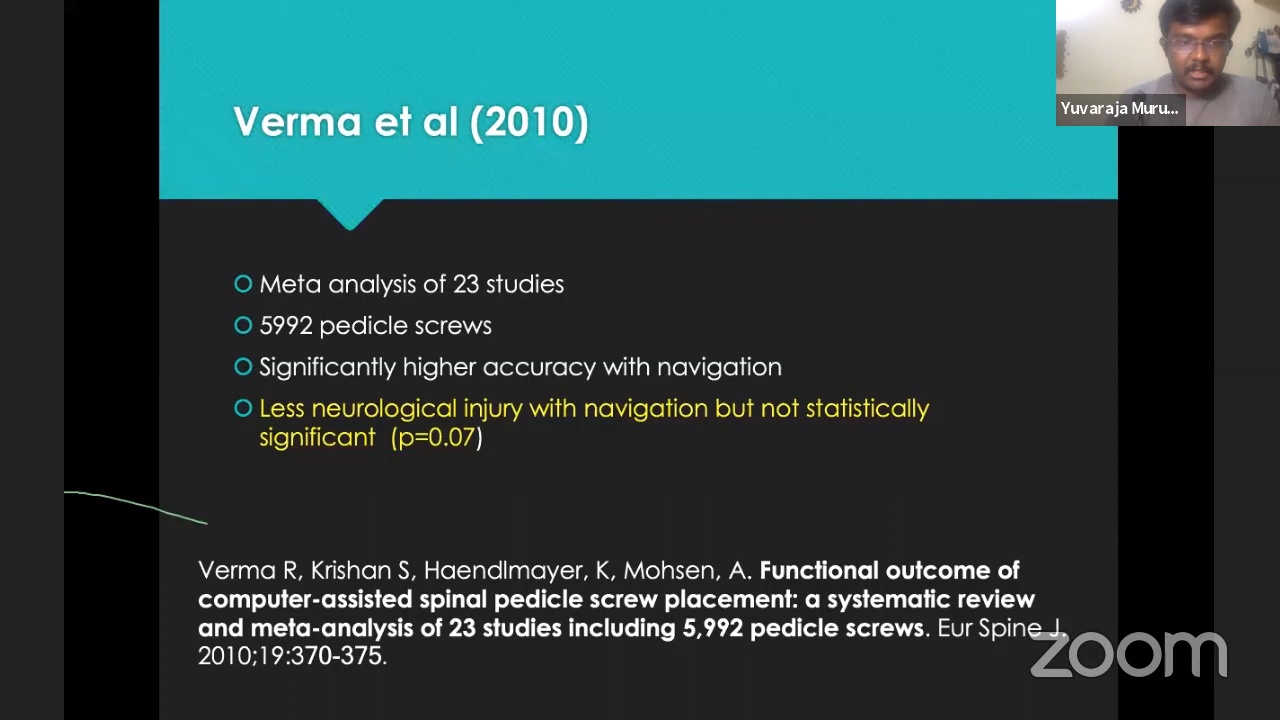 Verma et al (2010)
Yuvaraja Muru...
Meta analysis of 23 studies
5992 pedicle screws
Significantly higher accuracy with navigation
Less neurological injury with navigation but not statistically
significant (p=0.07)
Verma R, Krishan S, Haendlmayer, K, Mohsen, A. Functional outcome of
computer-assisted spinal pedicle screw placement: a systematic review
and meta-analysis of 23 studies including 5,992 pedicle screws. Eur Spine J.
2010;19:370-375.
zoom